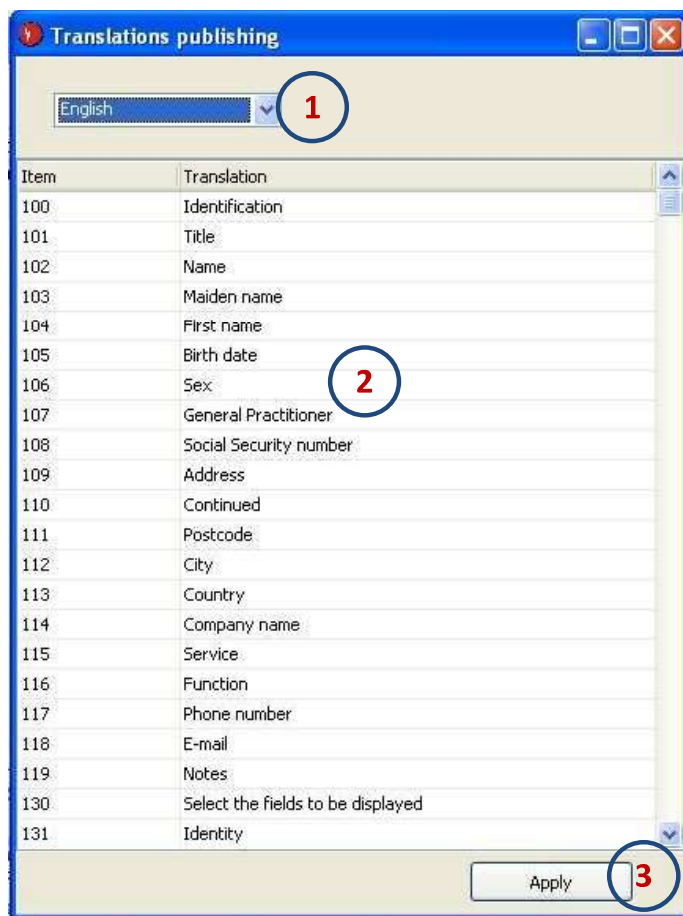 Translations publishing
English
1
Item Translation
100 Identification
101 Title
102 Name
103 Maiden name
104 First name
105 Birth date
106 Sex
2
107 General Practitioner
108 Social Security number
109 Address
110 Continued
111 Postcode
112 City
113 Country
114 Company name
115 Service
116 Function
117 Phone number
118 E-mail
119 Notes
130 Select the fields to be displayed
131 Identity
Apply
3